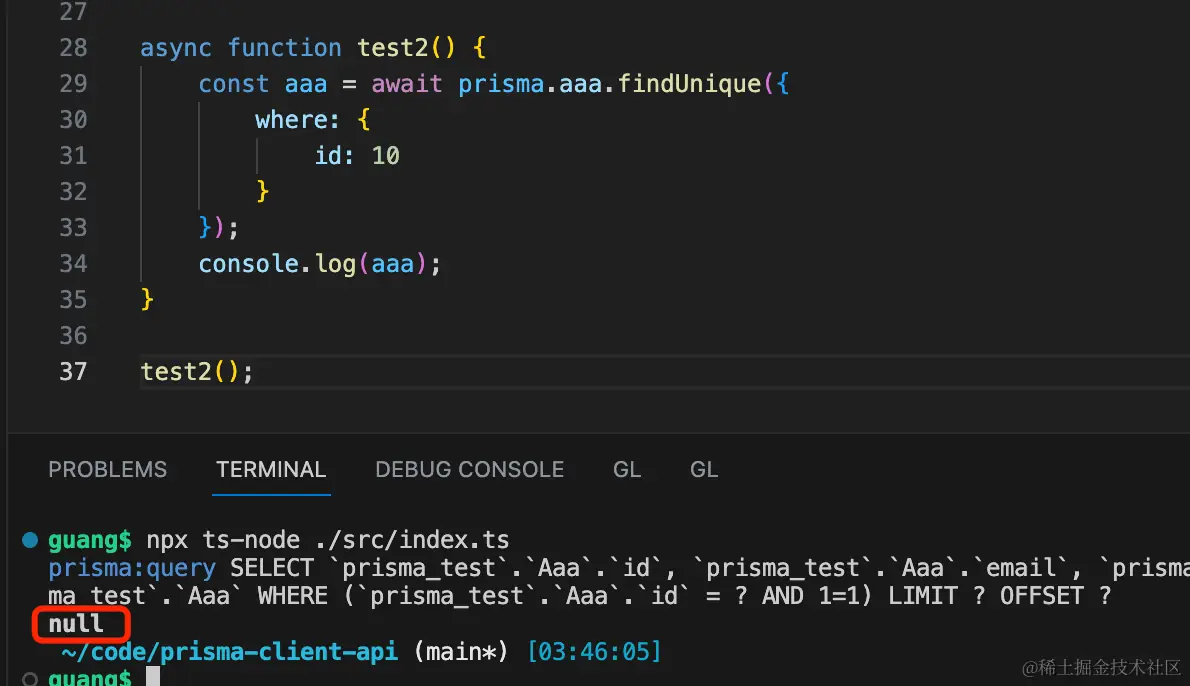 27
28 async function test2() {
29 const aaa = await prisma.aaa.findUnique({
30 where: {
31 id: 10
32 }
33 });
34 console.log(aaa);
35 }
36
37 test2();
PROBLEMS TERMINAL DEBUG CONSOLE GL GL
guang$ npx ts-node ./src/index.ts
prisma:query SELECT `prisma_test`.`Aaa`.`id`, `prisma_test`.`Aaa`.`email`, `prisma
ma_test`.`Aaa` WHERE (`prisma_test`.`Aaa`.`id` = ? AND 1=1) LIMIT ? OFFSET ?
null
~/code/prisma-client-api (main*) [03:46:05]
guang$
@稀土掘金技术社区